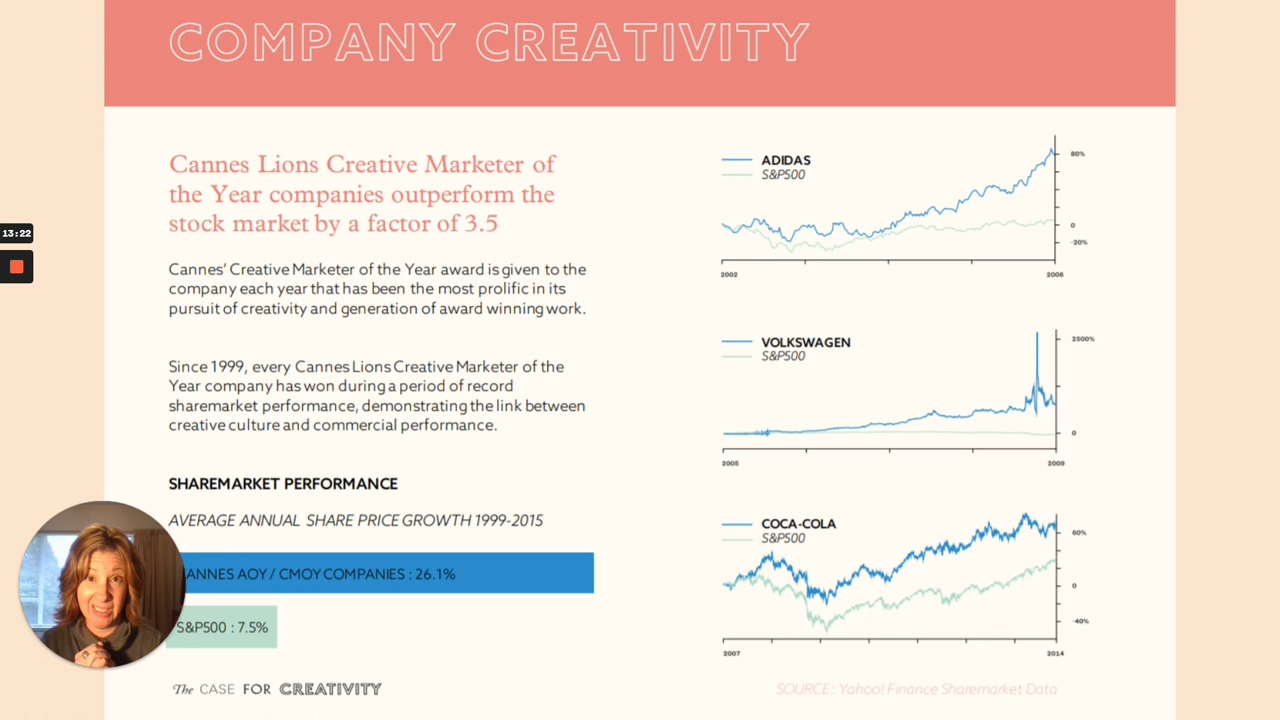 COMPANY CREATIVITY
Cannes Lions Creative Marketer of
the Year companies outperform the
stock market by a factor of 3.5
Cannes' Creative Marketer of the Year award is given to the
company each year that has been the most prolific in its
pursuit of creativity and generation of award winning work.
Since 1999, every Cannes Lions Creative Marketer of the
Year company has won during a period of record
sharemarket performance, demonstrating the link between
creative culture and commercial performance.
SHAREMARKET PERFORMANCE
AVERAGE ANNUAL SHARE PRICE GROWTH 1999-2015
ANNES AOY / CMOY COMPANIES : 26.1%
S&P500 : 7.5%
The CASE FOR CREATIVITY
13:22
ADIDAS
S&P500
80%
0
-20%
2002
2006
VOLKSWAGEN
S&P500
2500%
0
2005
2009
COCA-COLA
S&P500
60%
0
-40%
2007
2014
SOURCE: Yahoo! Finance Sharemarket Data